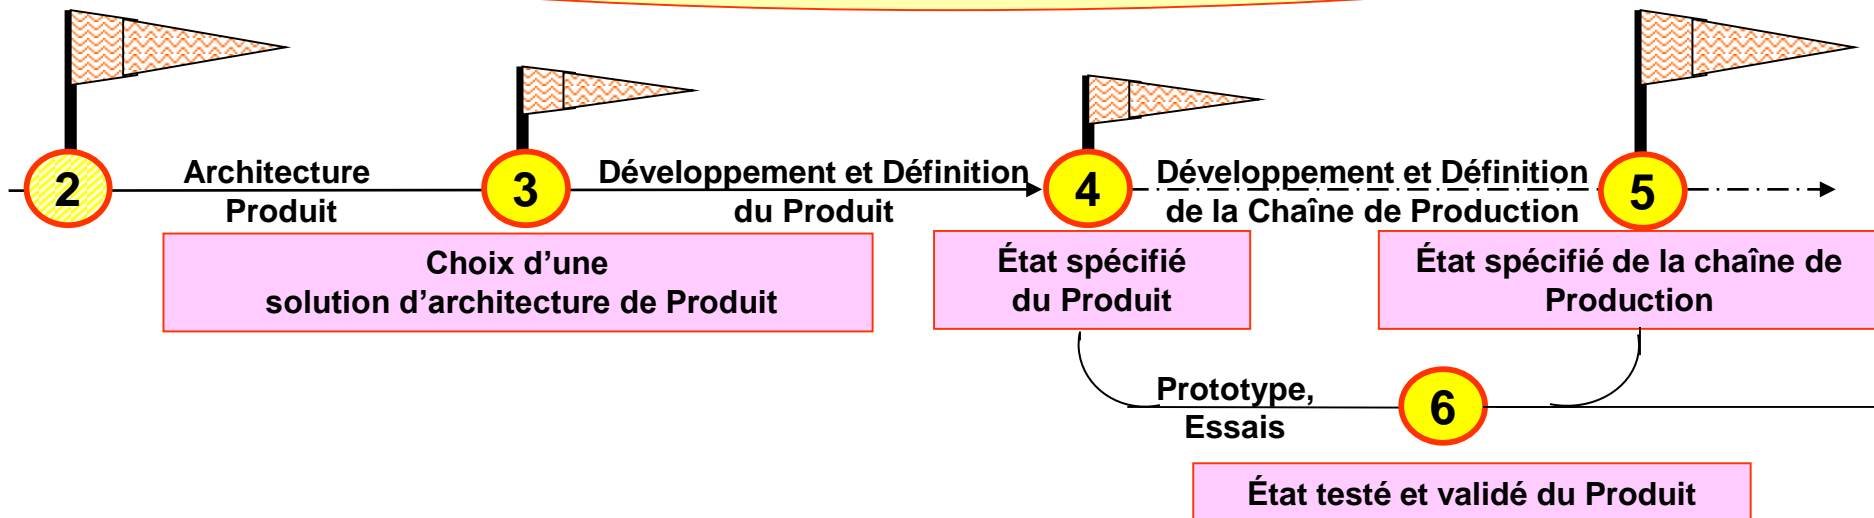 2
Architecture
Produit
3
Développement et Définition
du Produit
4
Développement et Définition
de la Chaîne de Production
5
Choix d’une
solution d’architecture de Produit
État spécifié
du Produit
État spécifié de la chaîne de
Production
Prototype,
Essais
6
État testé et validé du Produit